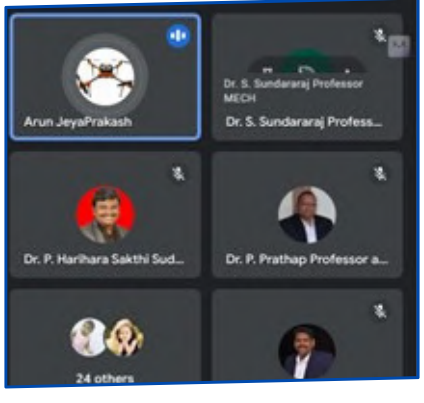 Dr. S. Sundararaj Professor
MECH
Arun JeyaPrakash
Dr. S. Sundararaj Profess...
Dr. P. Harihara Sakthi Sud...
Dr. P. Prathap Professor a...
24 others